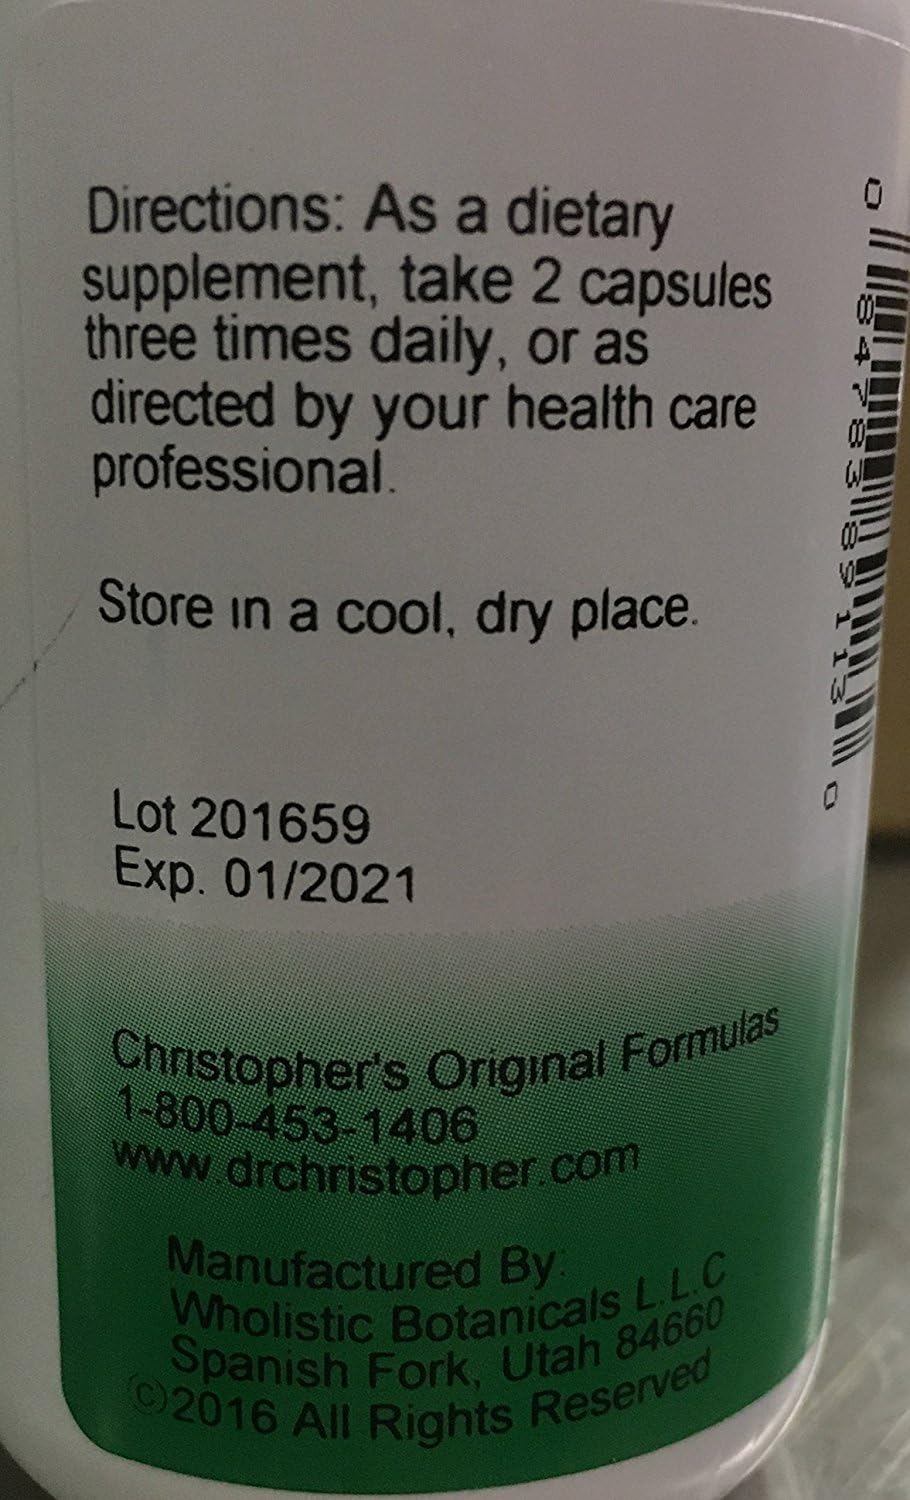 Directions: As a dietary
supplement, take 2 capsules
three times daily, or as
directed by your health care
professional.
Store in a cool, dry place.
Lot 201659
Exp. 01/2021
Christopher's Original Formulas
1-800-453-1406
www.drchristopher.com
Manufactured By:
Wholistic Botanicals L.L.C
Spanish Fork, Utah 84660
(c)2016 All Rights Reserved
0 84783 89113 0